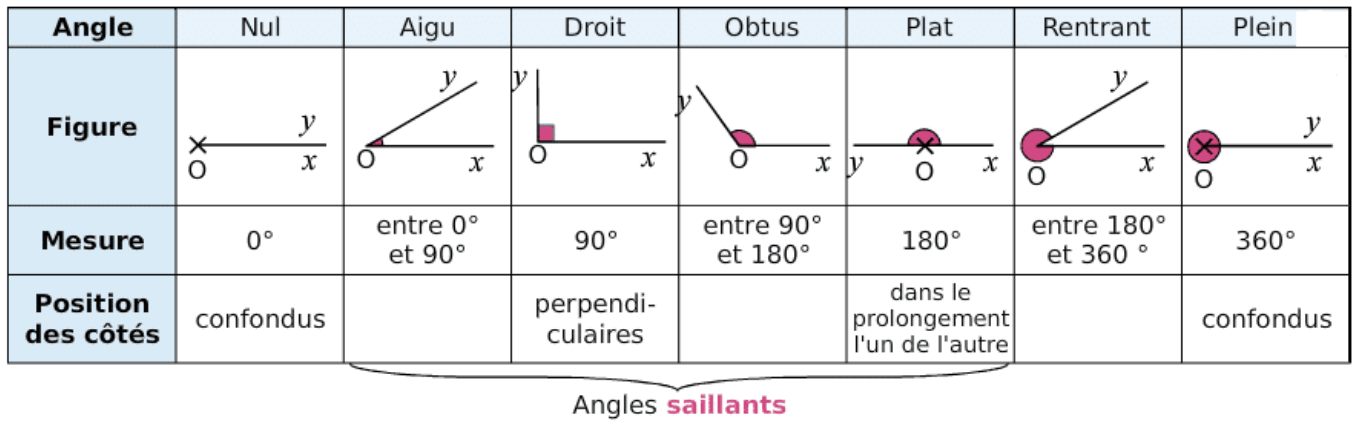 Angle Nul Aigu Droit Obtus Plat Rentrant Plein
Figure
y x O
y x O
y x O
y x O
y x O
y x O
y x O
Mesure 0° entre 0° et 90° 90° entre 90° et 180° 180° entre 180° et 360 ° 360°
Position des côtés confondus perpendi-culaires dans le prolongement l'un de l'autre confondus
Angles saillants